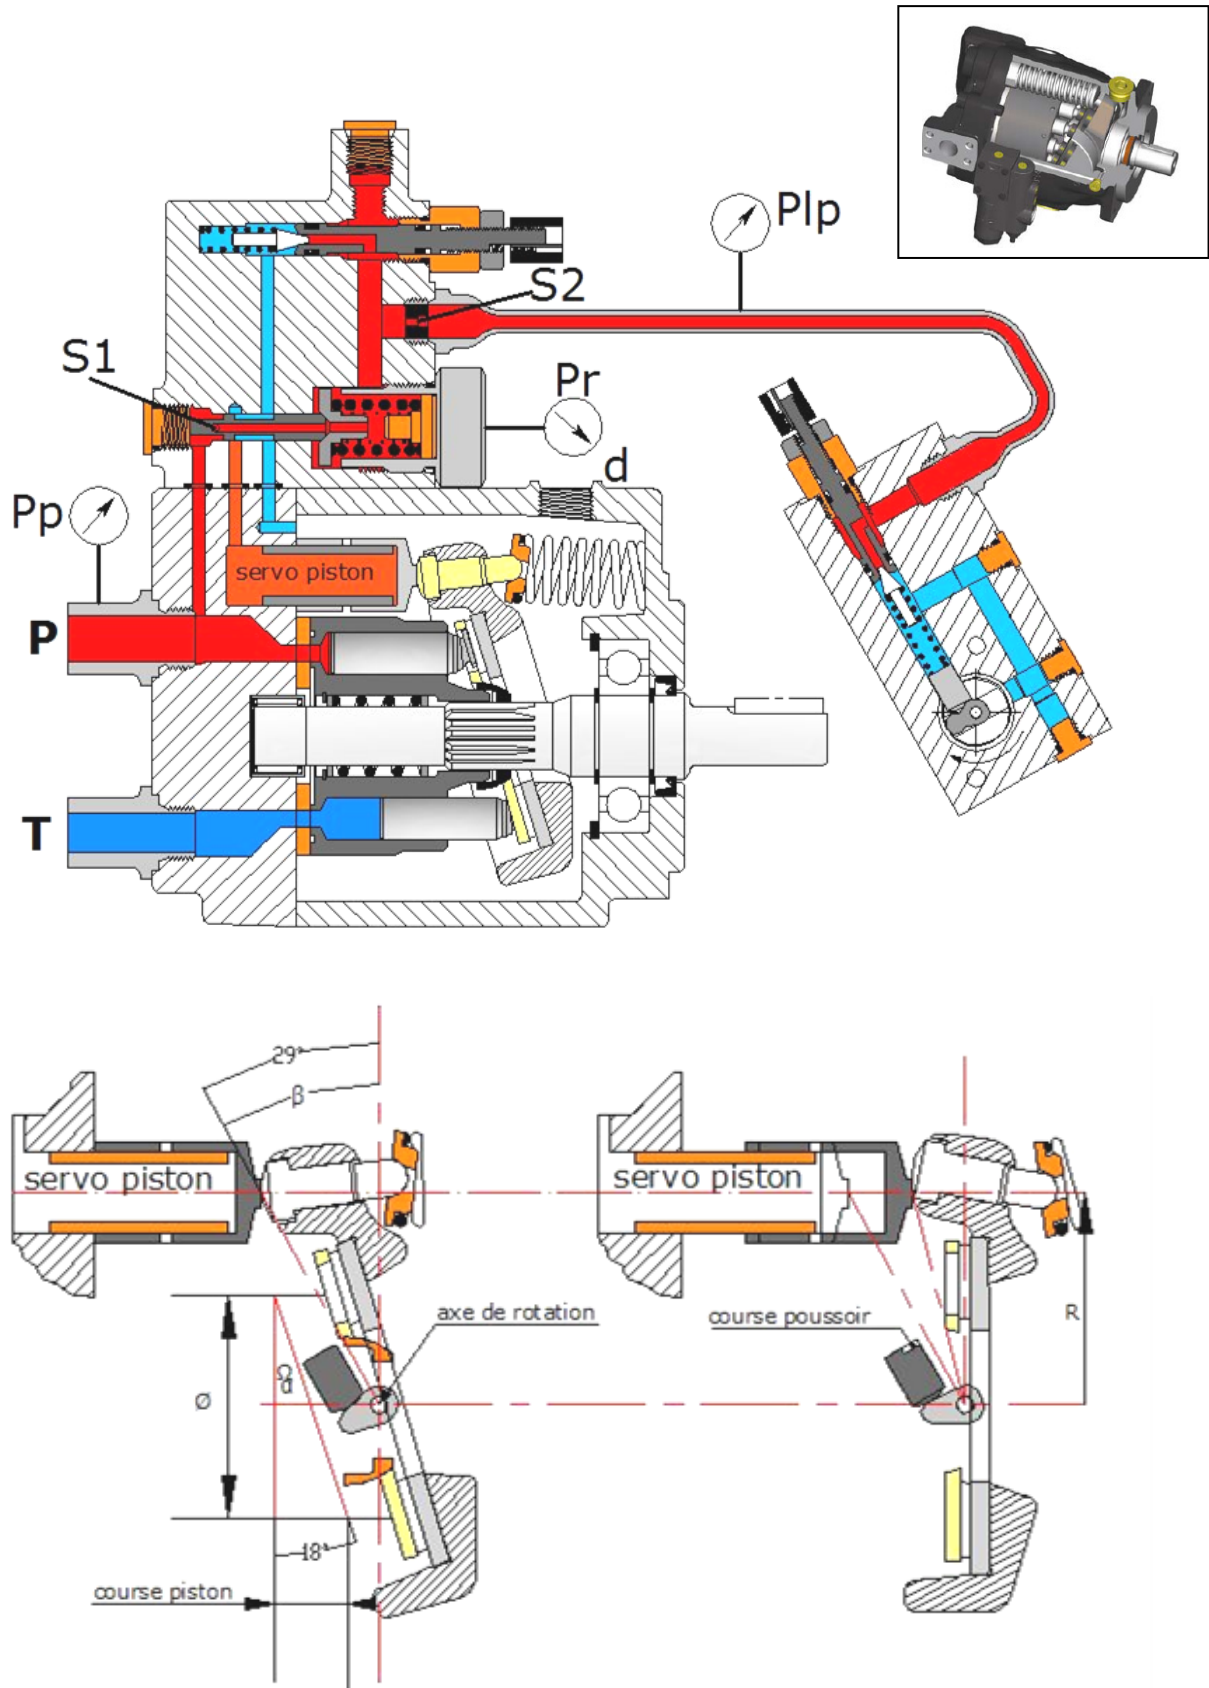 Plp
S2
S1
Pr
d
Pp
servo piston
P
T
29°
β
servo piston
servo piston
axe de rotation
course poussoir
R
Ø
18°
course piston